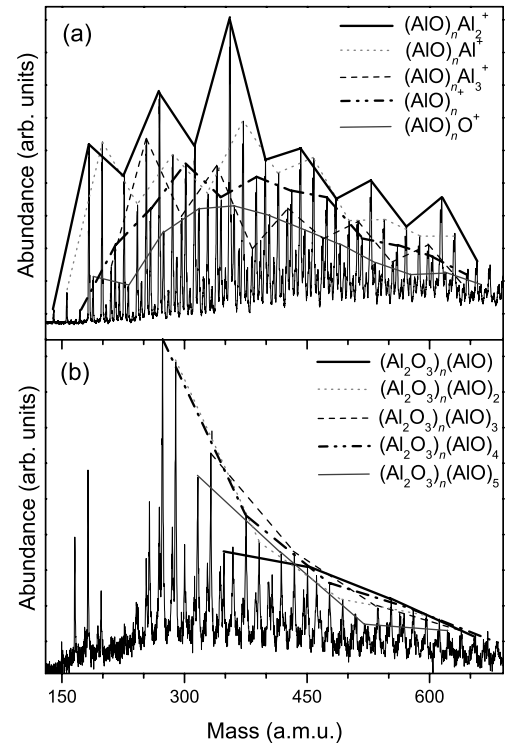 (a)
(AlO)ₙAl₂⁺
(AlO)ₙAl⁺
(AlO)ₙAl₃⁺
(AlO)ₙ⁺
(AlO)ₙO⁺
Abundance (arb. units)
(b)
(Al₂O₃)ₙ(AlO)
(Al₂O₃)ₙ(AlO)₂
(Al₂O₃)ₙ(AlO)₃
(Al₂O₃)ₙ(AlO)₄
(Al₂O₃)ₙ(AlO)₅
Abundance (arb. units)
150 300 450 600
Mass (a.m.u.)